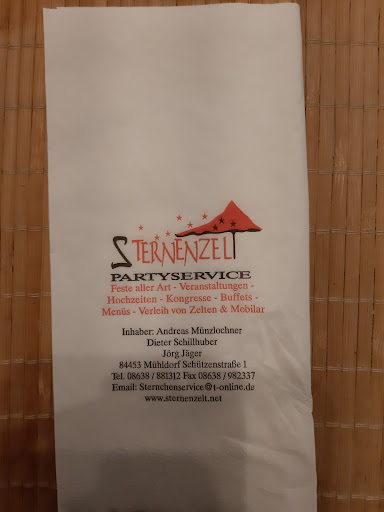 STERNENZELT
PARTYSERVICE
Feste aller Art - Veranstaltungen -
Hochzeiten - Kongresse - Buffets -
Menüs - Verleih von Zelten & Mobilar
Inhaber: Andreas Münzlochner
Dieter Schillhuber
Jörg Jäger
84453 Mühldorf Schützenstraße 1
Tel. 08638 / 881312 Fax 08638 / 982337
Email: Sternchenservice@t-online.de
www.sternenzelt.net